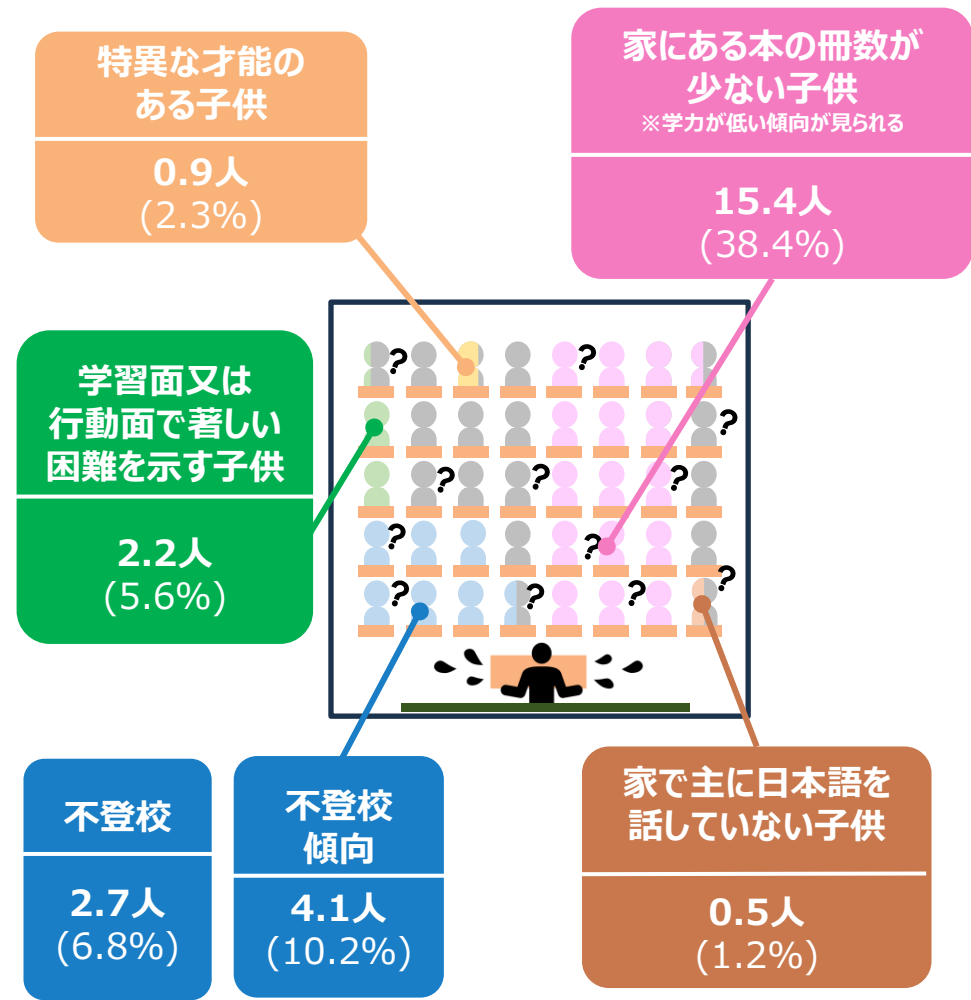 特異な才能の
ある子供
0.9人
(2.3%)
家にある本の冊数が
少ない子供
※学力が低い傾向が見られる
15.4人
(38.4%)
学習面又は
行動面で著しい
困難を示す子供
2.2人
(5.6%)
?
?
?
?
?
?
?
?
?
?
?
?
不登校
2.7人
(6.8%)
不登校
傾向
4.1人
(10.2%)
家で主に日本語を
話していない子供
0.5人
(1.2%)